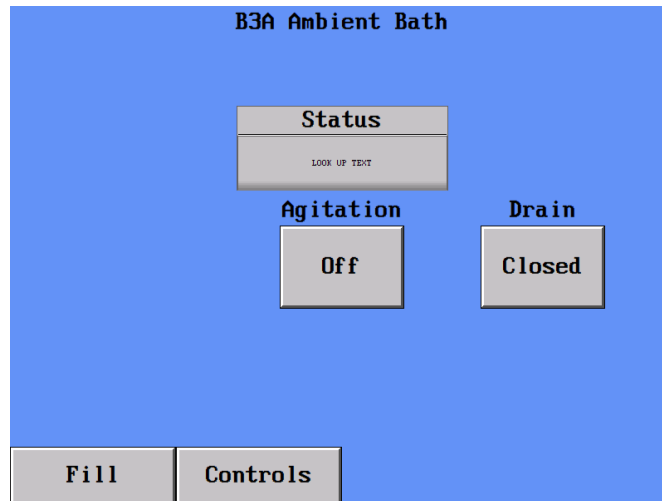 B3A Ambient Bath
Status
LOOK UP TEXT
Agitation
Drain
Off
Closed
Fill
Controls